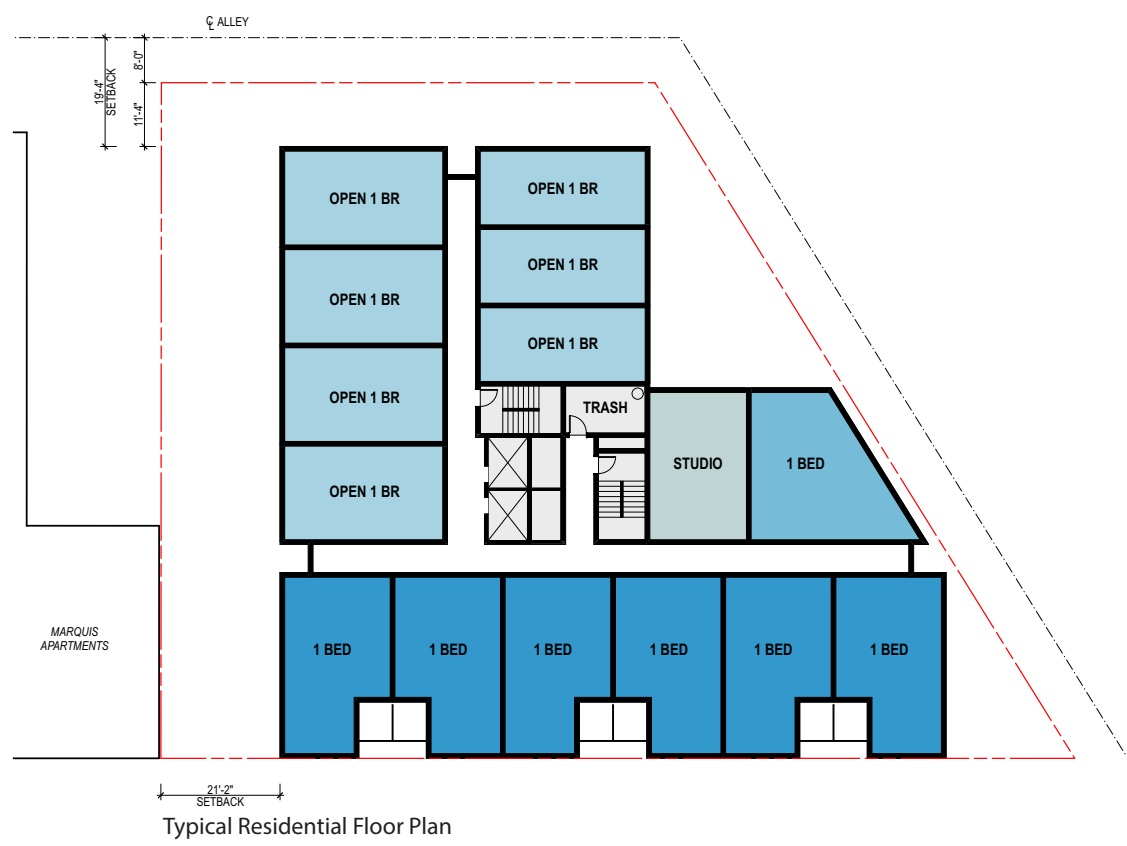 ℄ ALLEY
8'-0"
19'-4"
SETBACK
11'-4"
OPEN 1 BR
OPEN 1 BR
OPEN 1 BR
OPEN 1 BR
OPEN 1 BR
OPEN 1 BR
OPEN 1 BR
TRASH
STUDIO
1 BED
1 BED
1 BED
1 BED
1 BED
1 BED
1 BED
MARQUIS
APARTMENTS
21'-2"
SETBACK
Typical Residential Floor Plan